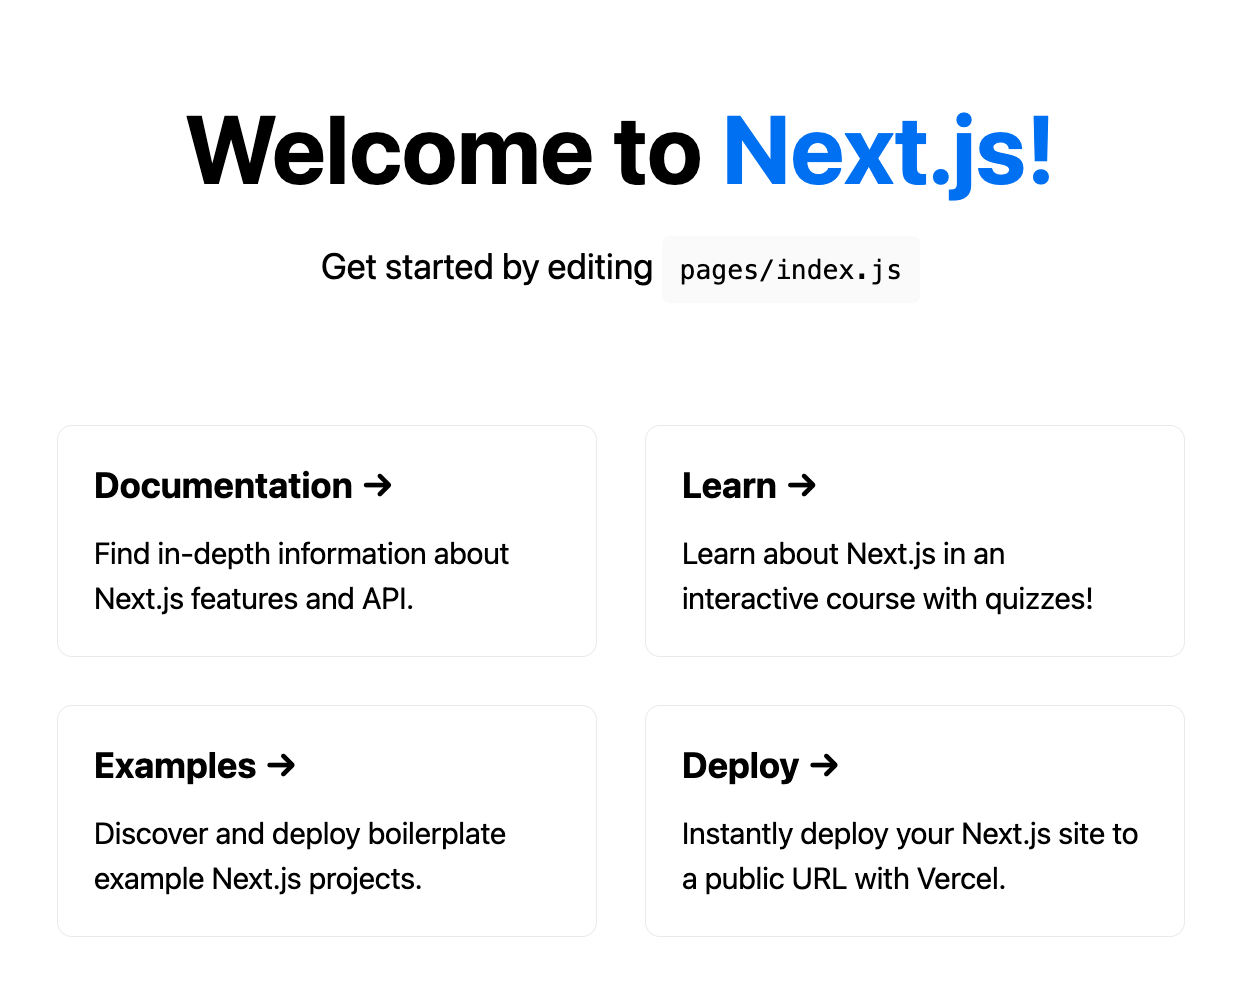 Welcome to Next.js!
Get started by editing pages/index.js
Documentation →
Find in-depth information about
Next.js features and API.
Learn →
Learn about Next.js in an
interactive course with quizzes!
Examples →
Discover and deploy boilerplate
example Next.js projects.
Deploy →
Instantly deploy your Next.js site to
a public URL with Vercel.